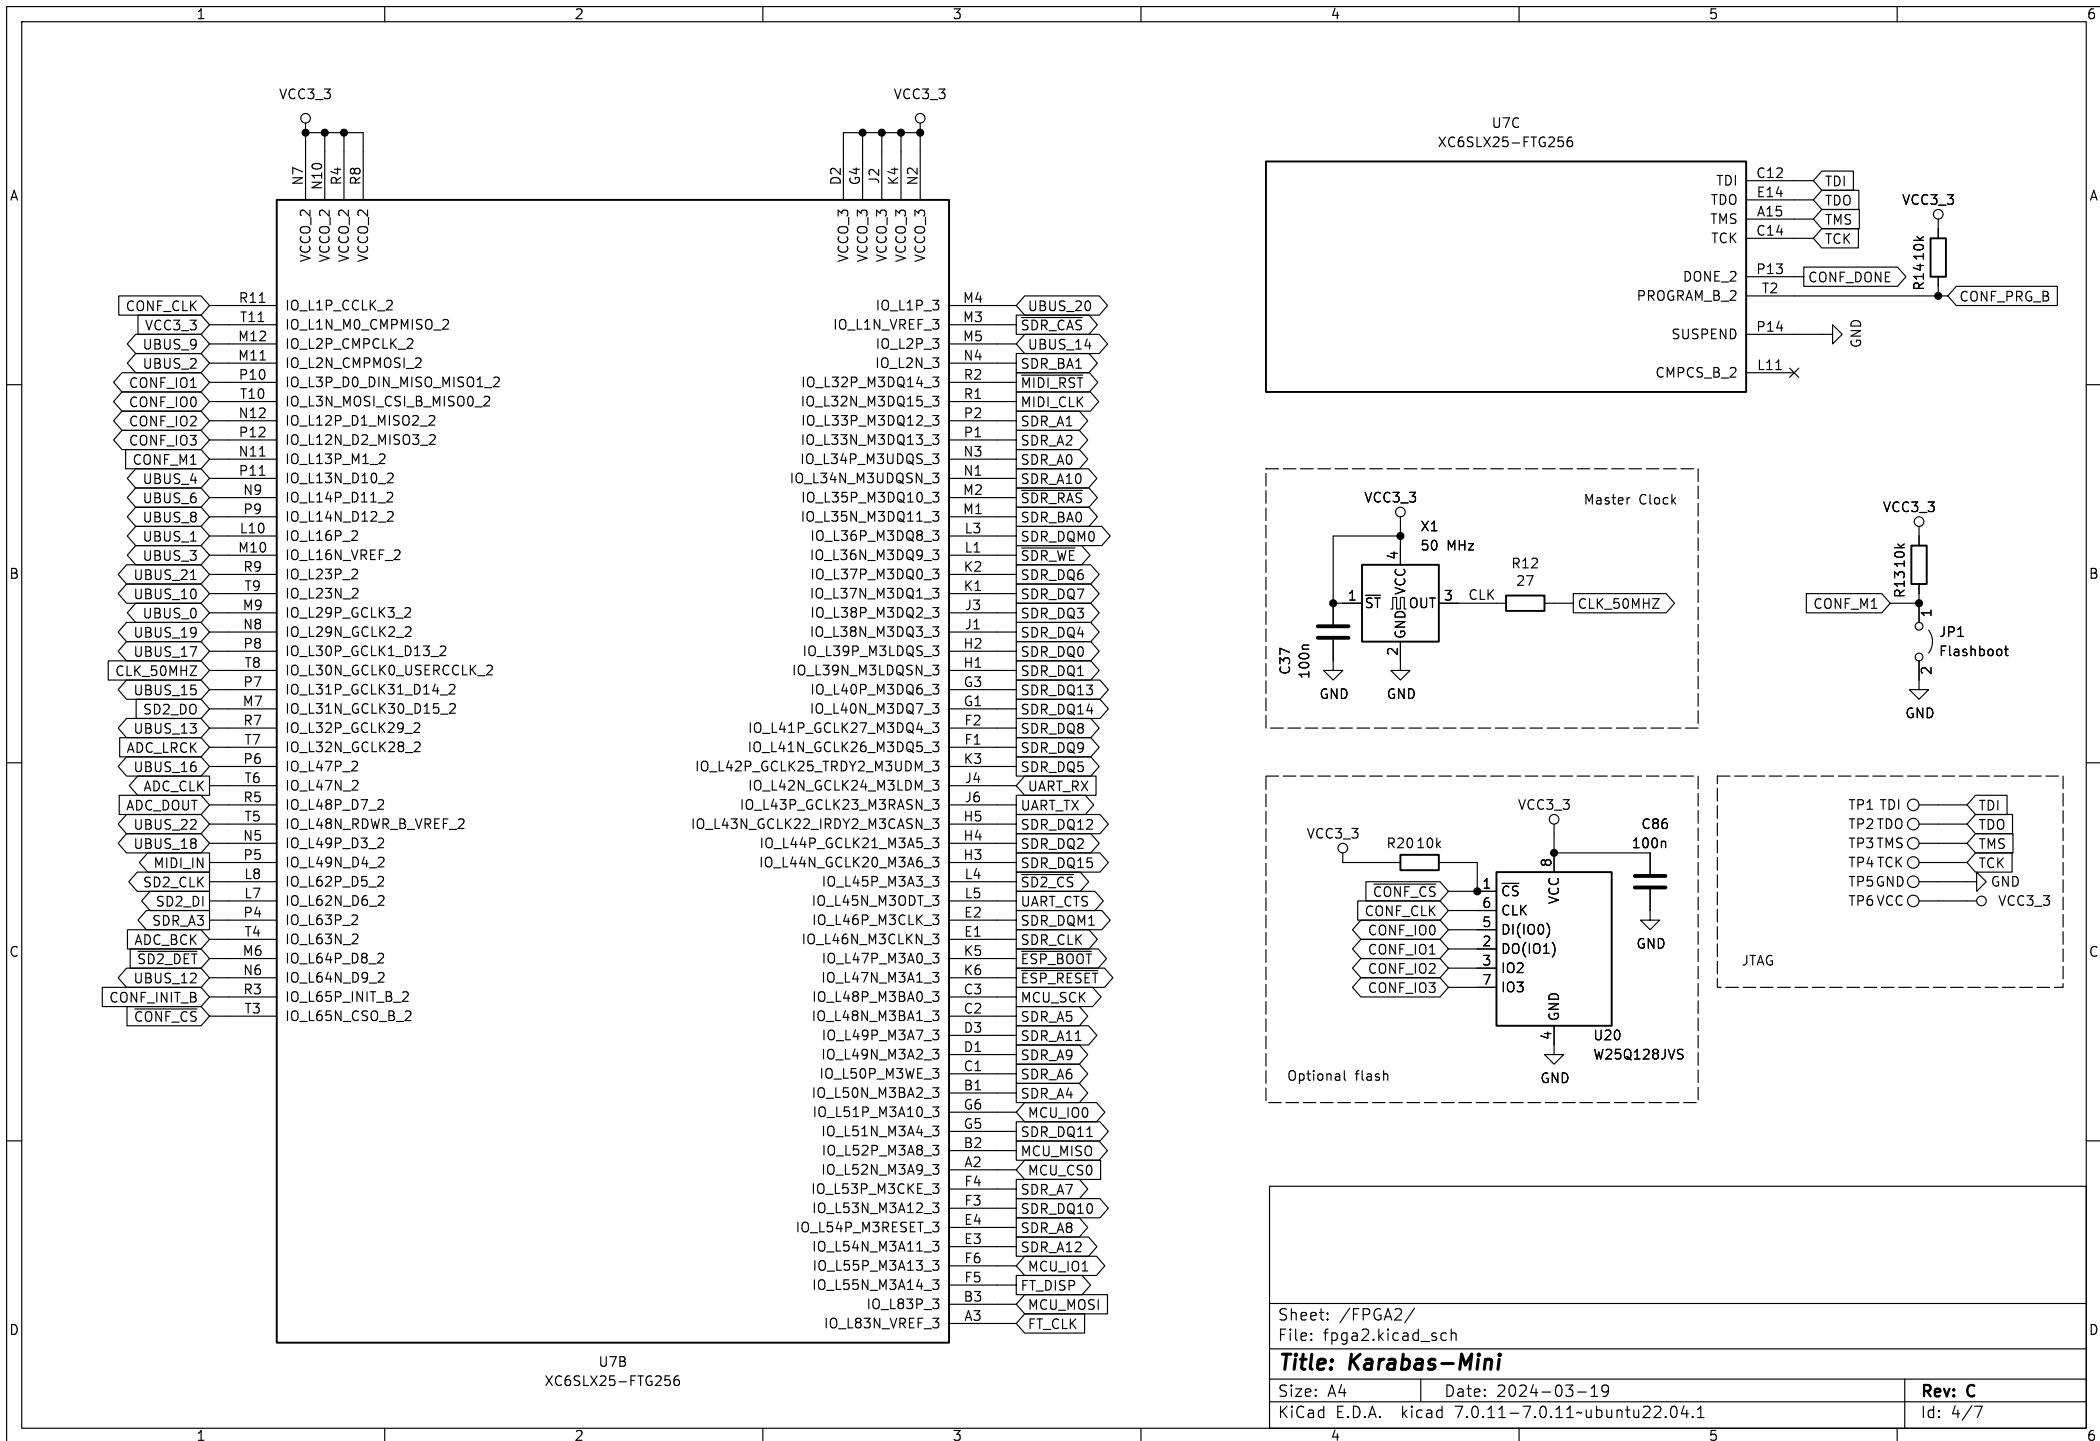 1 2 3 4 5 6
VCC3_3 VCC3_3
N7 N10 R4 R8 D2 G4 J2 K4 N2
VCCO_2 VCCO_2 VCCO_2 VCCO_2 VCCO_3 VCCO_3 VCCO_3 VCCO_3 VCCO_3
CONF_CLK R11 IO_L1P_CCLK_2
VCC3_3 T11 IO_L1N_M0_CMPMISO_2
UBUS_9 M12 IO_L2P_CMPCLK_2
UBUS_2 M11 IO_L2N_CMPMOSI_2
CONF_IO1 P10 IO_L3P_D0_DIN_MISO_MISO1_2
CONF_IO0 T10 IO_L3N_MOSI_CSI_B_MISO0_2
CONF_IO2 N12 IO_L12P_D1_MISO2_2
CONF_IO3 P12 IO_L12N_D2_MISO3_2
CONF_M1 N11 IO_L13P_M1_2
UBUS_4 P11 IO_L13N_D10_2
UBUS_6 N9 IO_L14P_D11_2
UBUS_8 P9 IO_L14N_D12_2
UBUS_1 L10 IO_L16P_2
UBUS_3 M10 IO_L16N_VREF_2
UBUS_21 R9 IO_L23P_2
UBUS_10 T9 IO_L23N_2
UBUS_0 M9 IO_L29P_GCLK3_2
UBUS_19 N8 IO_L29N_GCLK2_2
UBUS_17 P8 IO_L30P_GCLK1_D13_2
CLK_50MHZ T8 IO_L30N_GCLK0_USERCCLK_2
UBUS_15 P7 IO_L31P_GCLK31_D14_2
SD2_DO M7 IO_L31N_GCLK30_D15_2
UBUS_13 R7 IO_L32P_GCLK29_2
ADC_LRCK T7 IO_L32N_GCLK28_2
UBUS_16 P6 IO_L47P_2
ADC_CLK T6 IO_L47N_2
ADC_DOUT R5 IO_L48P_D7_2
UBUS_22 T5 IO_L48N_RDWR_B_VREF_2
UBUS_18 N5 IO_L49P_D3_2
MIDI_IN P5 IO_L49N_D4_2
SD2_CLK L8 IO_L62P_D5_2
SD2_DI L7 IO_L62N_D6_2
SDR_A3 P4 IO_L63P_2
ADC_BCK T4 IO_L63N_2
SD2_DET M6 IO_L64P_D8_2
UBUS_12 N6 IO_L64N_D9_2
CONF_INIT_B R3 IO_L65P_INIT_B_2
CONF_CS T3 IO_L65N_CSO_B_2
IO_L1P_3 M4 UBUS_20
IO_L1N_VREF_3 M3 SDR_CAS
IO_L2P_3 M5 UBUS_14
IO_L2N_3 N4 SDR_BA1
IO_L32P_M3DQ14_3 R2 MIDI_RST
IO_L32N_M3DQ15_3 R1 MIDI_CLK
IO_L33P_M3DQ12_3 P2 SDR_A1
IO_L33N_M3DQ13_3 P1 SDR_A2
IO_L34P_M3UDQS_3 N3 SDR_A0
IO_L34N_M3UDQSN_3 N1 SDR_A10
IO_L35P_M3DQ10_3 M2 SDR_RAS
IO_L35N_M3DQ11_3 M1 SDR_BA0
IO_L36P_M3DQ8_3 L3 SDR_DQM0
IO_L36N_M3DQ9_3 L1 SDR_WE
IO_L37P_M3DQ0_3 K2 SDR_DQ6
IO_L37N_M3DQ1_3 K1 SDR_DQ7
IO_L38P_M3DQ2_3 J3 SDR_DQ3
IO_L38N_M3DQ3_3 J1 SDR_DQ4
IO_L39P_M3LDQS_3 H2 SDR_DQ0
IO_L39N_M3LDQSN_3 H1 SDR_DQ1
IO_L40P_M3DQ6_3 G3 SDR_DQ13
IO_L40N_M3DQ7_3 G1 SDR_DQ14
IO_L41P_GCLK27_M3DQ4_3 F2 SDR_DQ8
IO_L41N_GCLK26_M3DQ5_3 F1 SDR_DQ9
IO_L42P_GCLK25_TRDY2_M3UDM_3 K3 SDR_DQ5
IO_L42N_GCLK24_M3LDM_3 J4 UART_RX
IO_L43P_GCLK23_M3RASN_3 J6 UART_TX
IO_L43N_GCLK22_IRDY2_M3CASN_3 H5 SDR_DQ12
IO_L44P_GCLK21_M3A5_3 H4 SDR_DQ2
IO_L44N_GCLK20_M3A6_3 H3 SDR_DQ15
IO_L45P_M3A3_3 L4 SD2_CS
IO_L45N_M3ODT_3 L5 UART_CTS
IO_L46P_M3CLK_3 E2 SDR_DQM1
IO_L46N_M3CLKN_3 E1 SDR_CLK
IO_L47P_M3A0_3 K5 ESP_BOOT
IO_L47N_M3A1_3 K6 ESP_RESET
IO_L48P_M3BA0_3 C3 MCU_SCK
IO_L48N_M3BA1_3 C2 SDR_A5
IO_L49P_M3A7_3 D3 SDR_A11
IO_L49N_M3A2_3 D1 SDR_A9
IO_L50P_M3WE_3 C1 SDR_A6
IO_L50N_M3BA2_3 B1 SDR_A4
IO_L51P_M3A10_3 G6 MCU_IO0
IO_L51N_M3A4_3 G5 SDR_DQ11
IO_L52P_M3A8_3 B2 MCU_MISO
IO_L52N_M3A9_3 A2 MCU_CS0
IO_L53P_M3CKE_3 F4 SDR_A7
IO_L53N_M3A12_3 F3 SDR_DQ10
IO_L54P_M3RESET_3 E4 SDR_A8
IO_L54N_M3A11_3 E3 SDR_A12
IO_L55P_M3A13_3 F6 MCU_IO1
IO_L55N_M3A14_3 F5 FT_DISP
IO_L83P_3 B3 MCU_MOSI
IO_L83N_VREF_3 A3 FT_CLK
U7B
XC6SLX25-FTG256
U7C
XC6SLX25-FTG256
TDI C12 TDI
TDO E14 TDO
TMS A15 TMS
TCK C14 TCK
DONE_2 P13 CONF_DONE
PROGRAM_B_2 T2 CONF_PRG_B
SUSPEND P14 GND
CMPCS_B_2 L11
VCC3_3
R14 10k
Master Clock
VCC3_3
X1
50 MHz
4 VCC
1 ST OUT 3 CLK
GND 2
R12
27
CLK_50MHZ
C37
100n
GND GND
VCC3_3
R13 10k
CONF_M1
1
JP1
Flashboot
2
GND
VCC3_3
VCC3_3
R20 10k
C86
100n
8 VCC
CONF_CS 1 CS
CONF_CLK 6 CLK
CONF_IO0 5 DI(IO0)
CONF_IO1 2 DO(IO1)
CONF_IO2 3 IO2
CONF_IO3 7 IO3
GND
GND 4
U20
W25Q128JVS
GND
Optional flash
TP1 TDI TDI
TP2 TDO TDO
TP3 TMS TMS
TP4 TCK TCK
TP5 GND GND
TP6 VCC VCC3_3
JTAG
A B C D
A B C D
Sheet: /FPGA2/
File: fpga2.kicad_sch
Title: Karabas-Mini
Size: A4 Date: 2024-03-19 Rev: C
KiCad E.D.A. kicad 7.0.11-7.0.11~ubuntu22.04.1 Id: 4/7
1 2 3 4 5 6